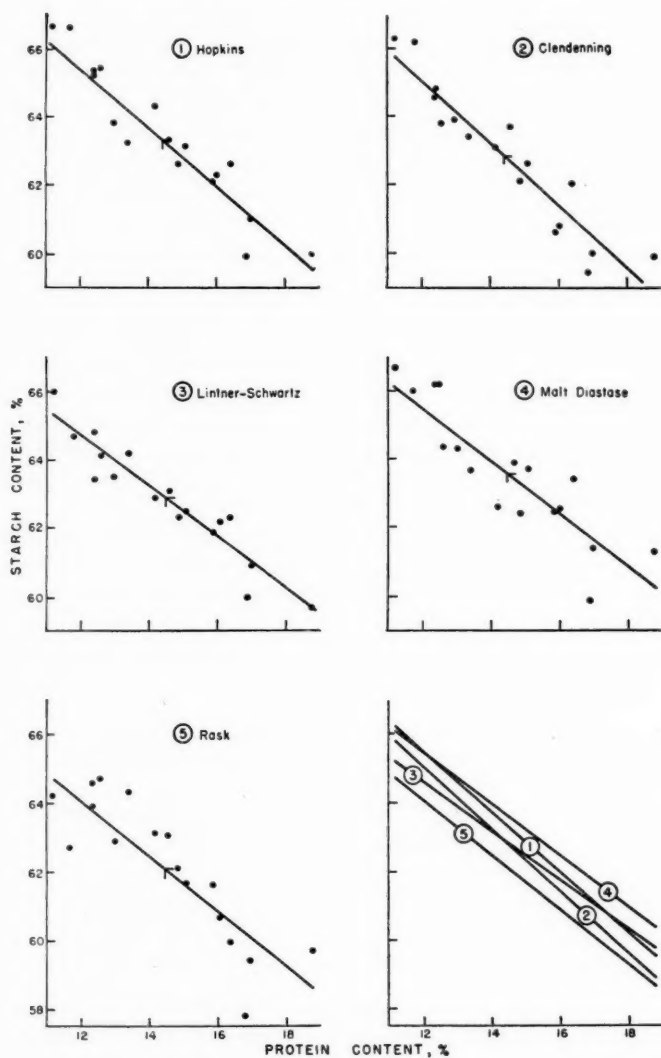 ① Hopkins
66
64
62
60
② Clendenning
③ Lintner-Schwartz
66
64
62
60
④ Malt Diastase
STARCH CONTENT, %
⑤ Rask
66
64
62
60
58
12 14 16 18
③
⑤
①
④
②
12 14 16 18
PROTEIN CONTENT, %